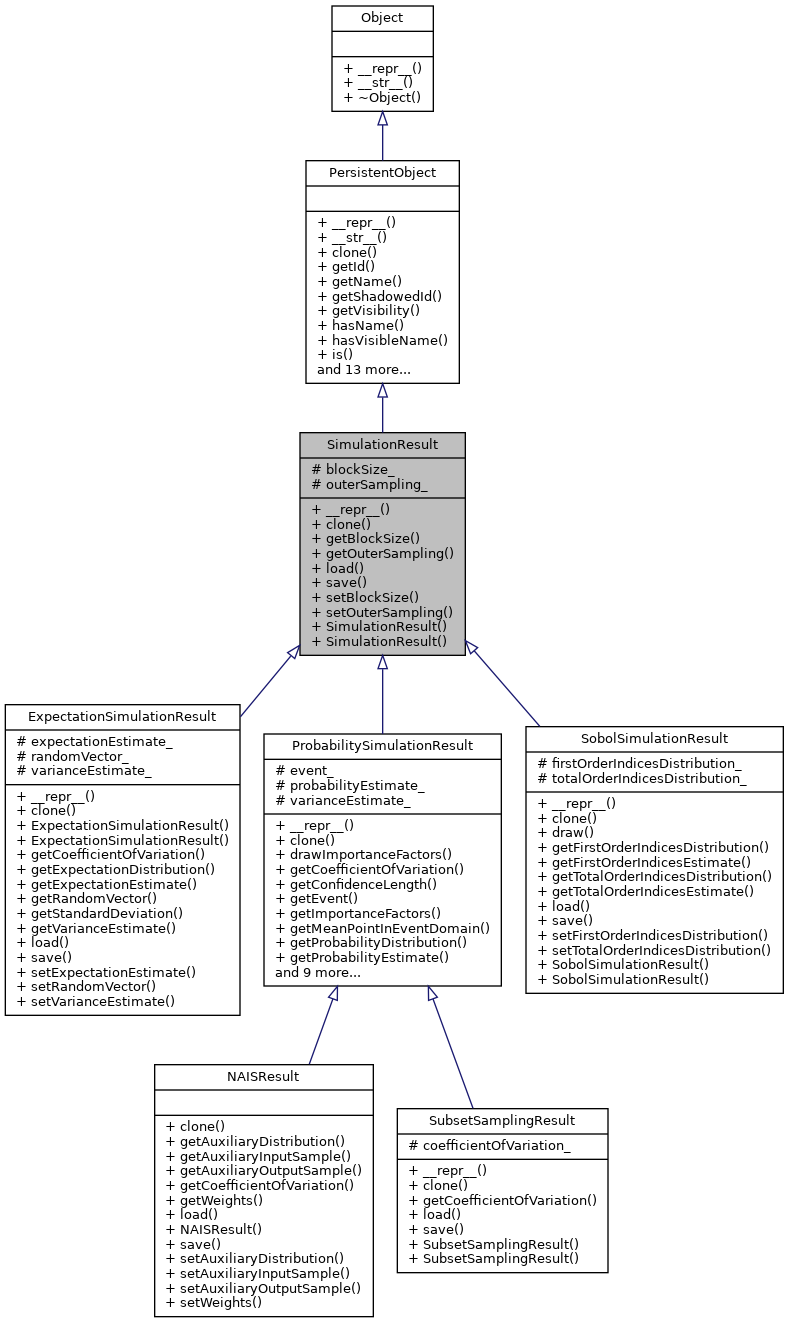 Object
+ __repr__()
+ __str__()
+ ~Object()
PersistentObject
+ __repr__()
+ __str__()
+ clone()
+ getId()
+ getName()
+ getShadowedId()
+ getVisibility()
+ hasName()
+ hasVisibleName()
+ is()
and 13 more...
SimulationResult
# blockSize_
# outerSampling_
+ __repr__()
+ clone()
+ getBlockSize()
+ getOuterSampling()
+ load()
+ save()
+ setBlockSize()
+ setOuterSampling()
+ SimulationResult()
+ SimulationResult()
ExpectationSimulationResult
# expectationEstimate_
# randomVector_
# varianceEstimate_
+ __repr__()
+ clone()
+ ExpectationSimulationResult()
+ ExpectationSimulationResult()
+ getCoefficientOfVariation()
+ getExpectationDistribution()
+ getExpectationEstimate()
+ getRandomVector()
+ getStandardDeviation()
+ getVarianceEstimate()
+ load()
+ save()
+ setExpectationEstimate()
+ setRandomVector()
+ setVarianceEstimate()
ProbabilitySimulationResult
# event_
# probabilityEstimate_
# varianceEstimate_
+ __repr__()
+ clone()
+ drawImportanceFactors()
+ getCoefficientOfVariation()
+ getConfidenceLength()
+ getEvent()
+ getImportanceFactors()
+ getMeanPointInEventDomain()
+ getProbabilityDistribution()
+ getProbabilityEstimate()
and 9 more...
SobolSimulationResult
# firstOrderIndicesDistribution_
# totalOrderIndicesDistribution_
+ __repr__()
+ clone()
+ draw()
+ getFirstOrderIndicesDistribution()
+ getFirstOrderIndicesEstimate()
+ getTotalOrderIndicesDistribution()
+ getTotalOrderIndicesEstimate()
+ load()
+ save()
+ setFirstOrderIndicesDistribution()
+ setTotalOrderIndicesDistribution()
+ SobolSimulationResult()
+ SobolSimulationResult()
NAISResult
+ clone()
+ getAuxiliaryDistribution()
+ getAuxiliaryInputSample()
+ getAuxiliaryOutputSample()
+ getCoefficientOfVariation()
+ getWeights()
+ load()
+ NAISResult()
+ save()
+ setAuxiliaryDistribution()
+ setAuxiliaryInputSample()
+ setAuxiliaryOutputSample()
+ setWeights()
SubsetSamplingResult
# coefficientOfVariation_
+ __repr__()
+ clone()
+ getCoefficientOfVariation()
+ load()
+ save()
+ SubsetSamplingResult()
+ SubsetSamplingResult()